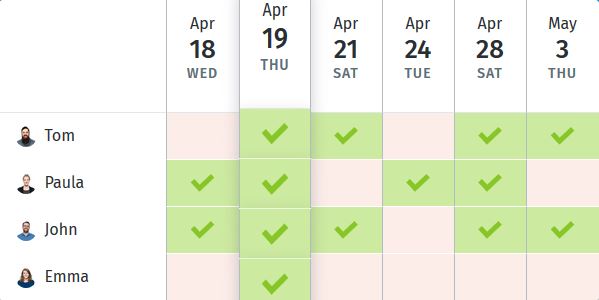 Apr Apr Apr Apr Apr May
18 19 21 24 28 3
WED THU SAT TUE SAT THU
Tom
Paula
John
Emma